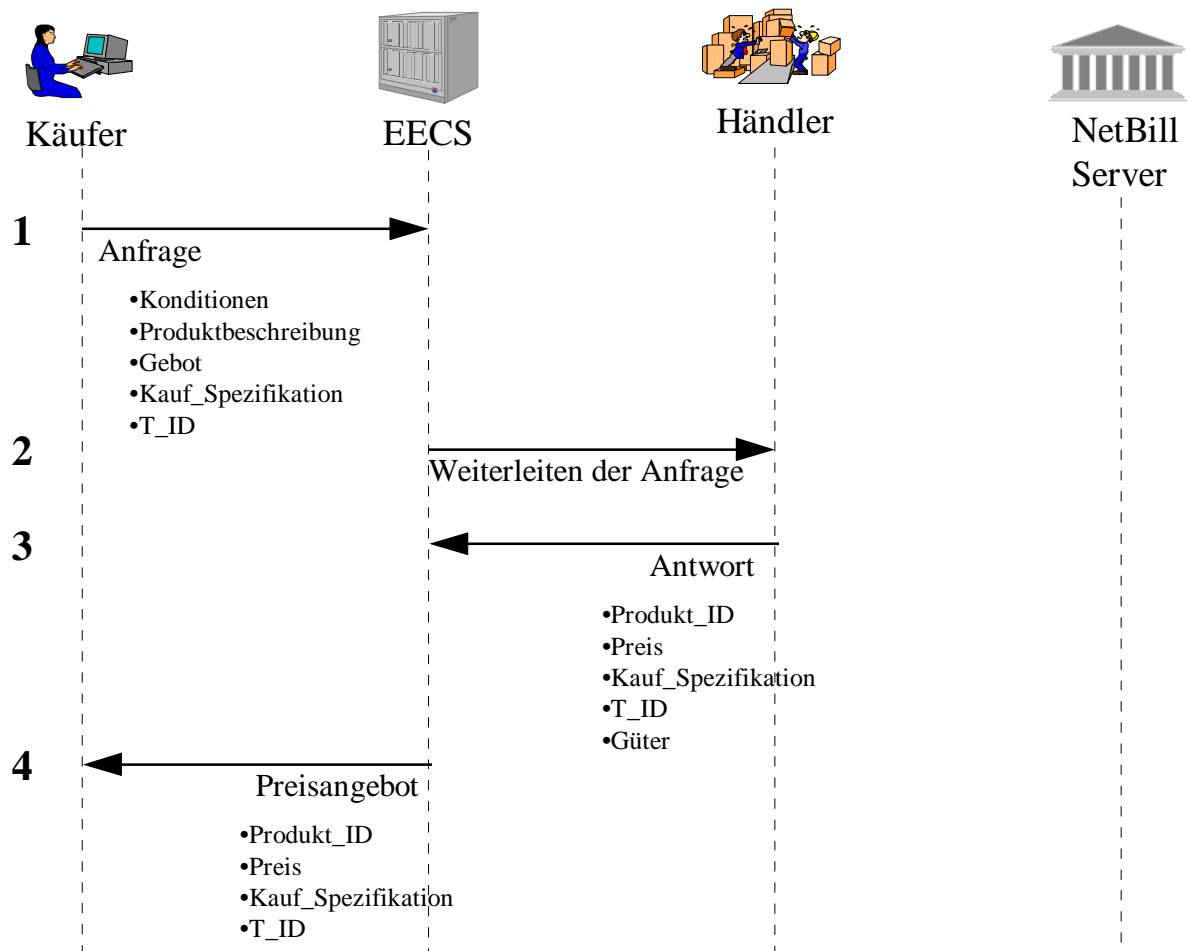 Käufer
EECS
Händler
NetBill
Server
1
Anfrage
•Konditionen
•Produktbeschreibung
•Gebot
•Kauf_Spezifikation
•T_ID
2
Weiterleiten der Anfrage
3
Antwort
•Produkt_ID
•Preis
•Kauf_Spezifikation
•T_ID
•Güter
4
Preisangebot
•Produkt_ID
•Preis
•Kauf_Spezifikation
•T_ID